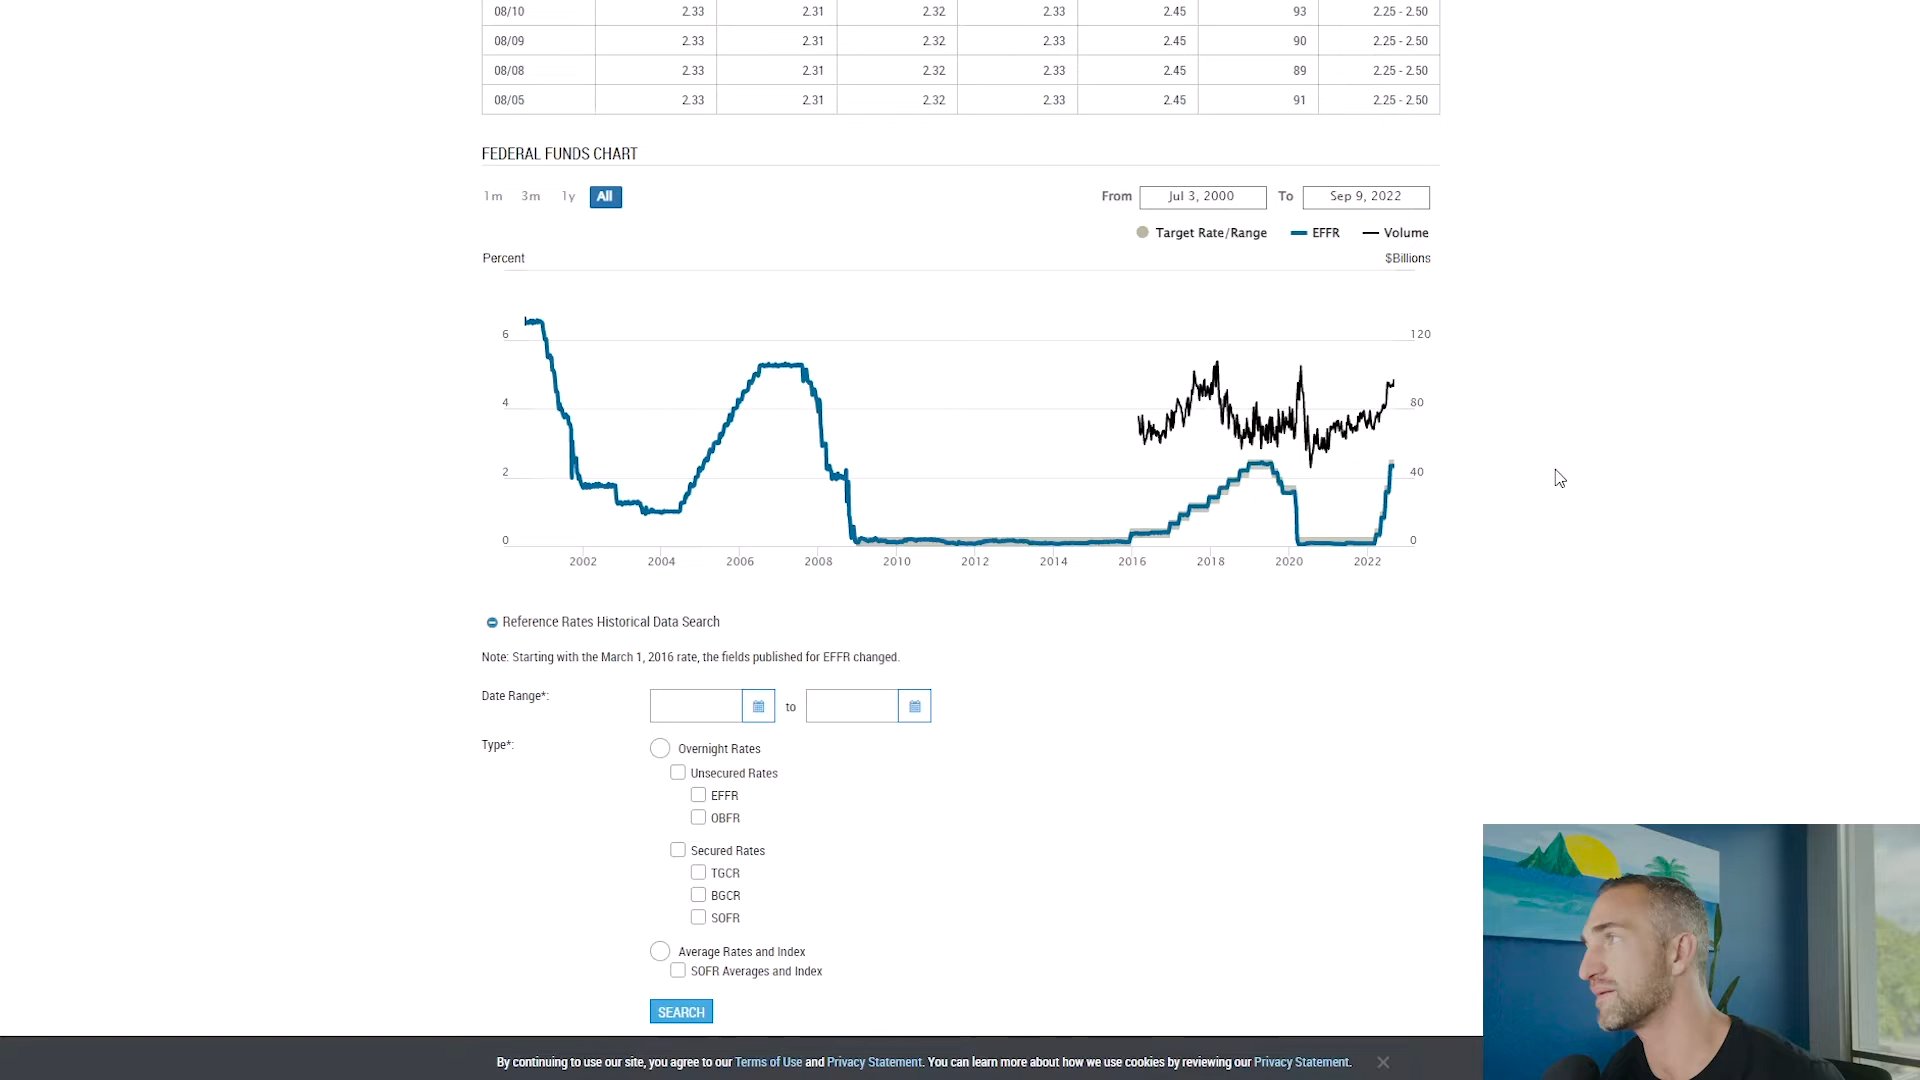 08/10 2.33 2.31 2.32 2.33 2.45 93 2.25 - 2.50
08/09 2.33 2.31 2.32 2.33 2.45 90 2.25 - 2.50
08/08 2.33 2.31 2.32 2.33 2.45 89 2.25 - 2.50
08/05 2.33 2.31 2.32 2.33 2.45 91 2.25 - 2.50
FEDERAL FUNDS CHART
1m 3m 1y All From Jul 3, 2000 To Sep 9, 2022
Target Rate/Range EFFR Volume
Percent $Billions
6 120
4 80
2 40
0 0
2002 2004 2006 2008 2010 2012 2014 2016 2018 2020 2022
Reference Rates Historical Data Search
Note: Starting with the March 1, 2016 rate, the fields published for EFFR changed.
Date Range*: to
Type*: Overnight Rates
Unsecured Rates
EFFR
OBFR
Secured Rates
TGCR
BGCR
SOFR
Average Rates and Index
SOFR Averages and Index
SEARCH
By continuing to use our site, you agree to our Terms of Use and Privacy Statement. You can learn more about how we use cookies by reviewing our Privacy Statement.